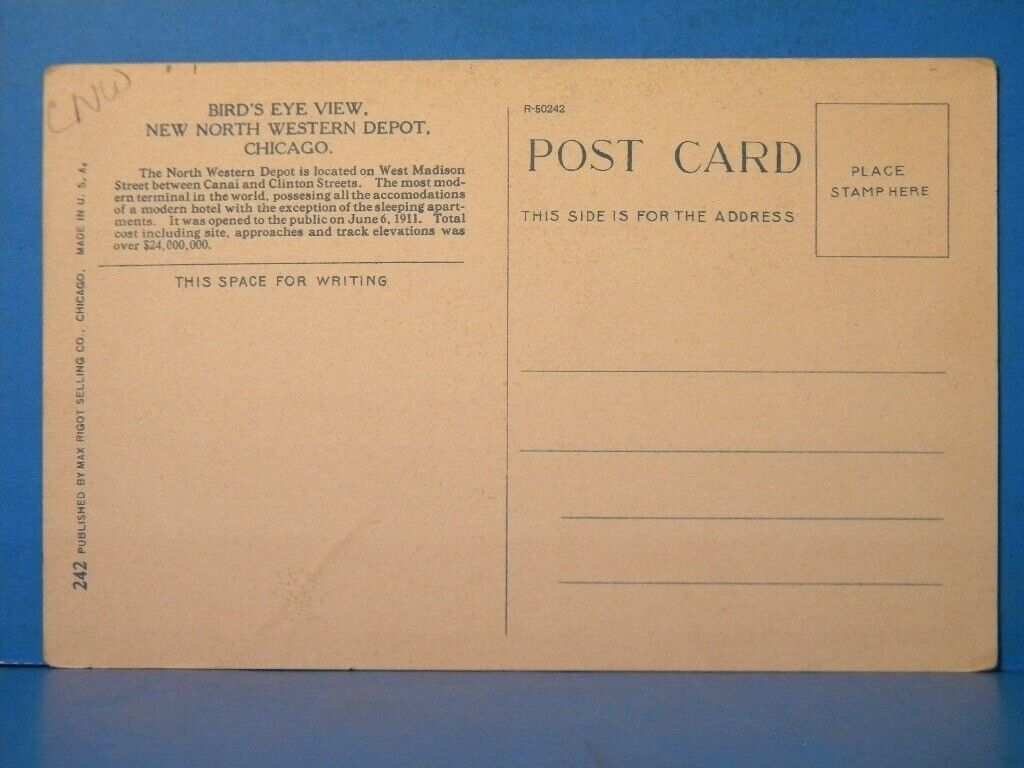 CNW
BIRD'S EYE VIEW,
NEW NORTH WESTERN DEPOT,
CHICAGO.
The North Western Depot is located on West Madison
Street between Canal and Clinton Streets. The most mod-
ern terminal in the world, possesing all the accomodations
of a modern hotel with the exception of the sleeping apart-
ments. It was opened to the public on June 6, 1911. Total
cost including site, approaches and track elevations was
over $24,000,000.
THIS SPACE FOR WRITING
242 PUBLISHED BY MAX RIGOT SELLING CO., CHICAGO. MADE IN U. S. A.
R-50242
POST CARD
THIS SIDE IS FOR THE ADDRESS
PLACE
STAMP HERE